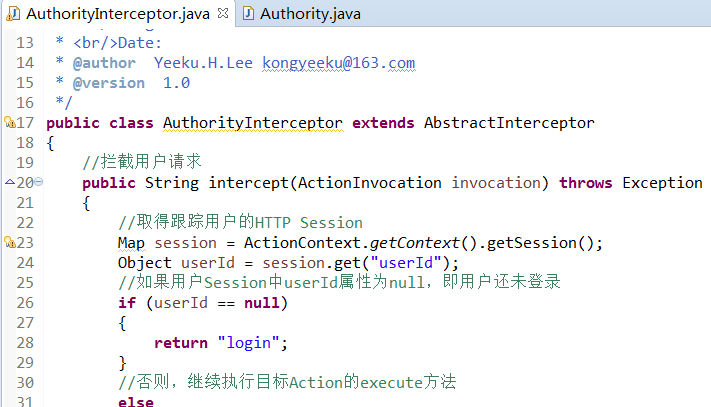 AuthorityInterceptor.java Authority.java
13 * <br/>Date:
14 * @author Yeeku.H.Lee kongyeeku@163.com
15 * @version 1.0
16 */
17 public class AuthorityInterceptor extends AbstractInterceptor
18 {
19 //拦截用户请求
20 public String intercept(ActionInvocation invocation) throws Exception
21 {
22 //取得跟踪用户的HTTP Session
23 Map session = ActionContext.getContext().getSession();
24 Object userId = session.get("userId");
25 //如果用户Session中userId属性为null，即用户还未登录
26 if (userId == null)
27 {
28 return "login";
29 }
30 //否则，继续执行目标Action的execute方法
31 else